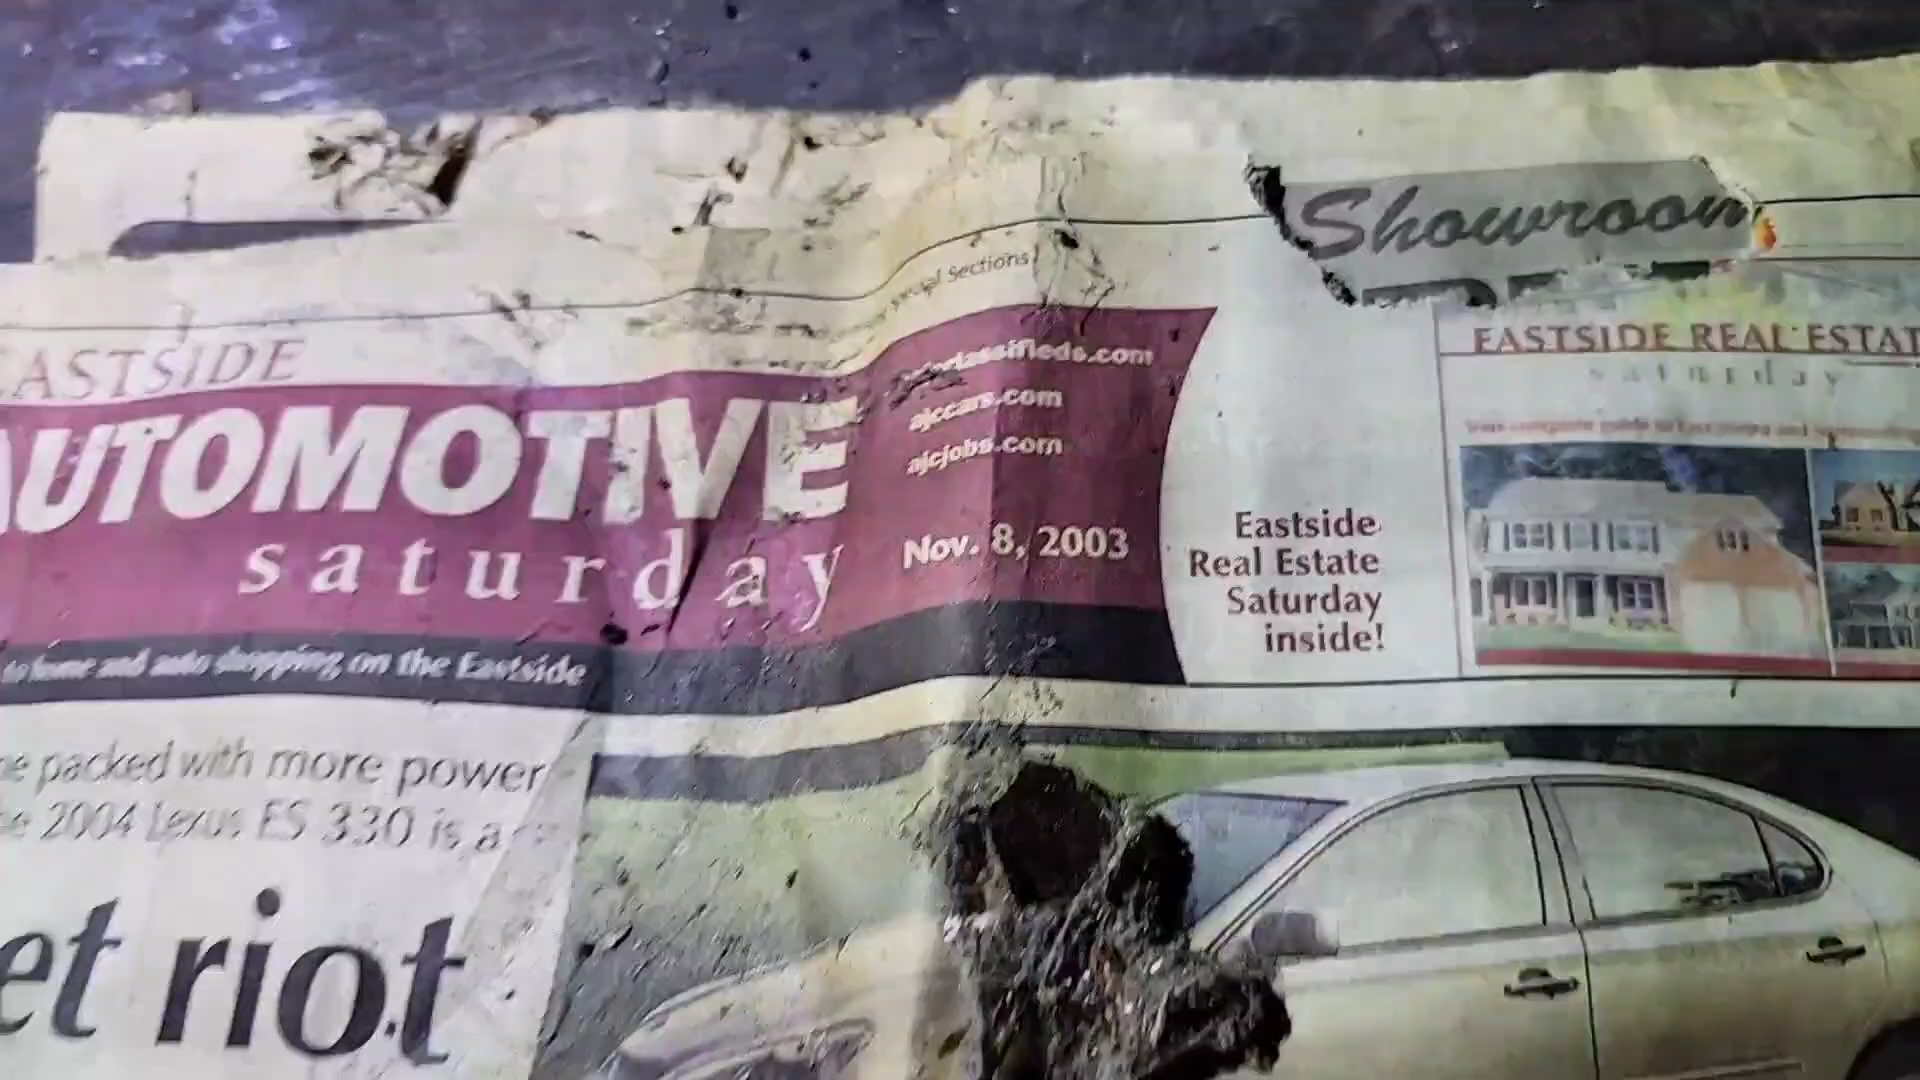 Showroom
Sections
EASTSIDE
AUTOMOTIVE
saturday
ajcclassifieds.com
ajccars.com
ajcjobs.com
Nov. 8, 2003
to home and auto shopping on the Eastside
Eastside
Real Estate
Saturday
inside!
EASTSIDE REAL ESTAT
saturday
packed with more power
2004 Lexus ES 330 is a
et riot